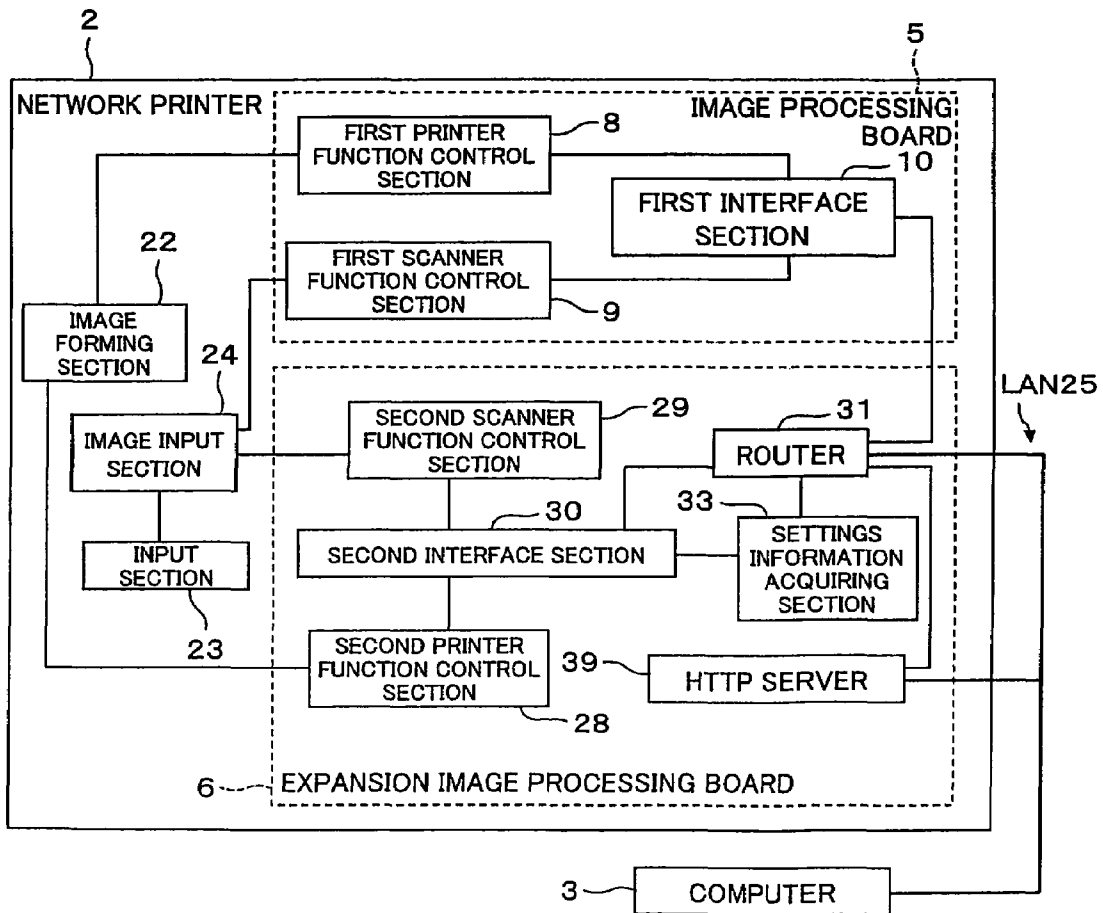 2
5
NETWORK PRINTER
IMAGE PROCESSING
BOARD
FIRST PRINTER
FUNCTION CONTROL
SECTION
8
10
FIRST INTERFACE
SECTION
22
FIRST SCANNER
FUNCTION CONTROL
SECTION
9
IMAGE
FORMING
SECTION
24
LAN25
IMAGE INPUT
SECTION
SECOND SCANNER
FUNCTION CONTROL
SECTION
29
31
ROUTER
30
33
SECOND INTERFACE SECTION
SETTINGS
INFORMATION
ACQUIRING
SECTION
INPUT
SECTION
23
SECOND PRINTER
FUNCTION CONTROL
SECTION
28
39
HTTP SERVER
6
EXPANSION IMAGE PROCESSING BOARD
3
COMPUTER